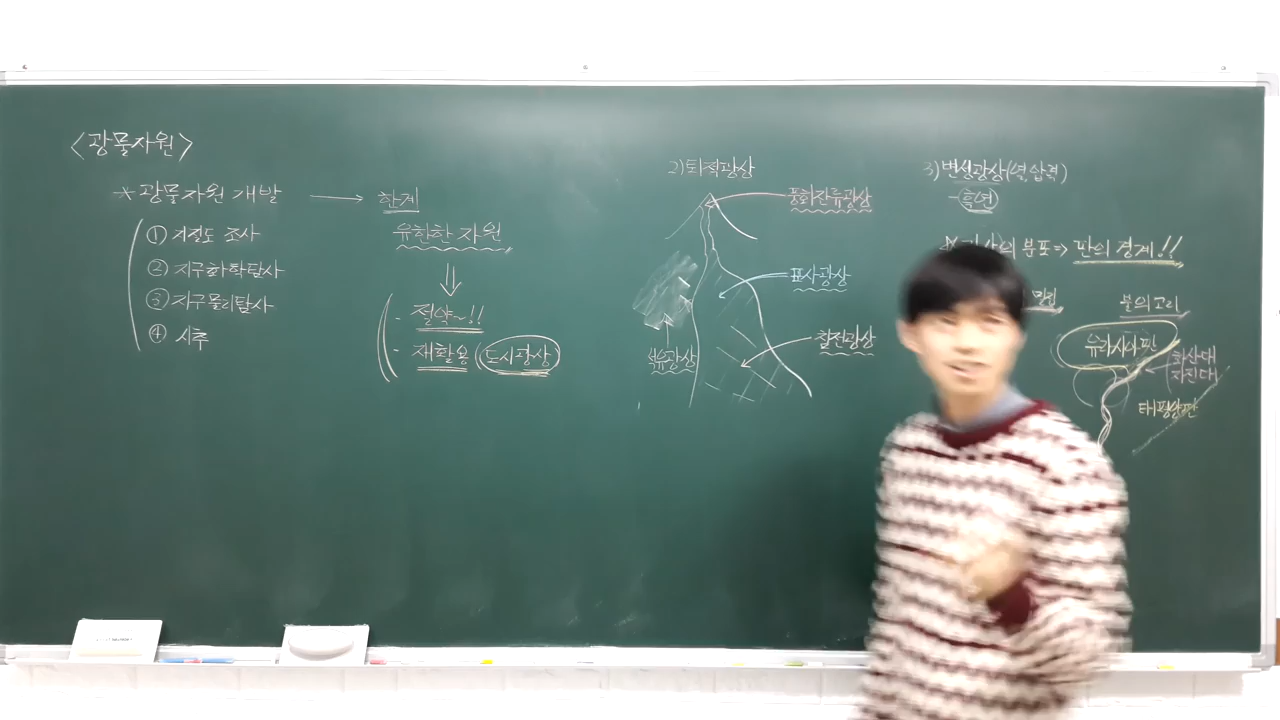 <광물자원>
* 광물자원 개발 → 한계
① 지질도 조사
② 지구화학탐사
③ 지구물리탐사
④ 시추
유한한 자원
- 절약~!!
- 재활용 (도시광상)
2) 퇴적광상
풍화잔류광상
표사광상
침전광상
3) 변성광상 (열, 압력)
- 흑연
의 분포 ⇒ 판의 경계!!
불의 고리
유라시아판
화산대
지진대
태평양판